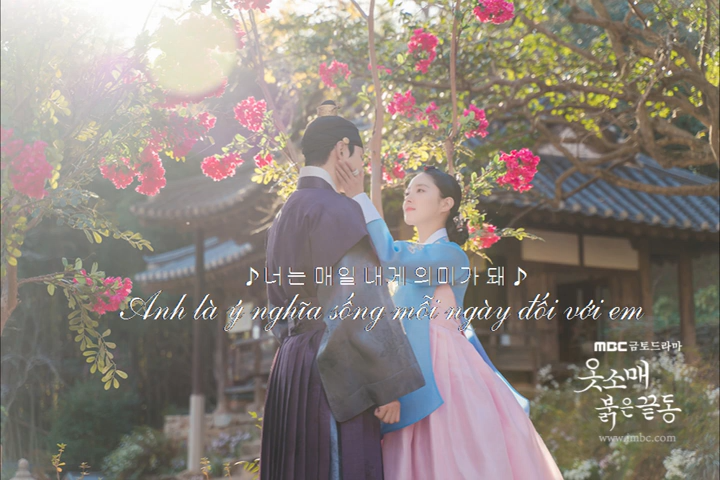 ♪너는 매일 내게 의미가 돼♪
Anh là ý nghĩa sống mỗi ngày đối với em
MBC 금토드라마
옷소매
붉은 끝동
www.imbc.com